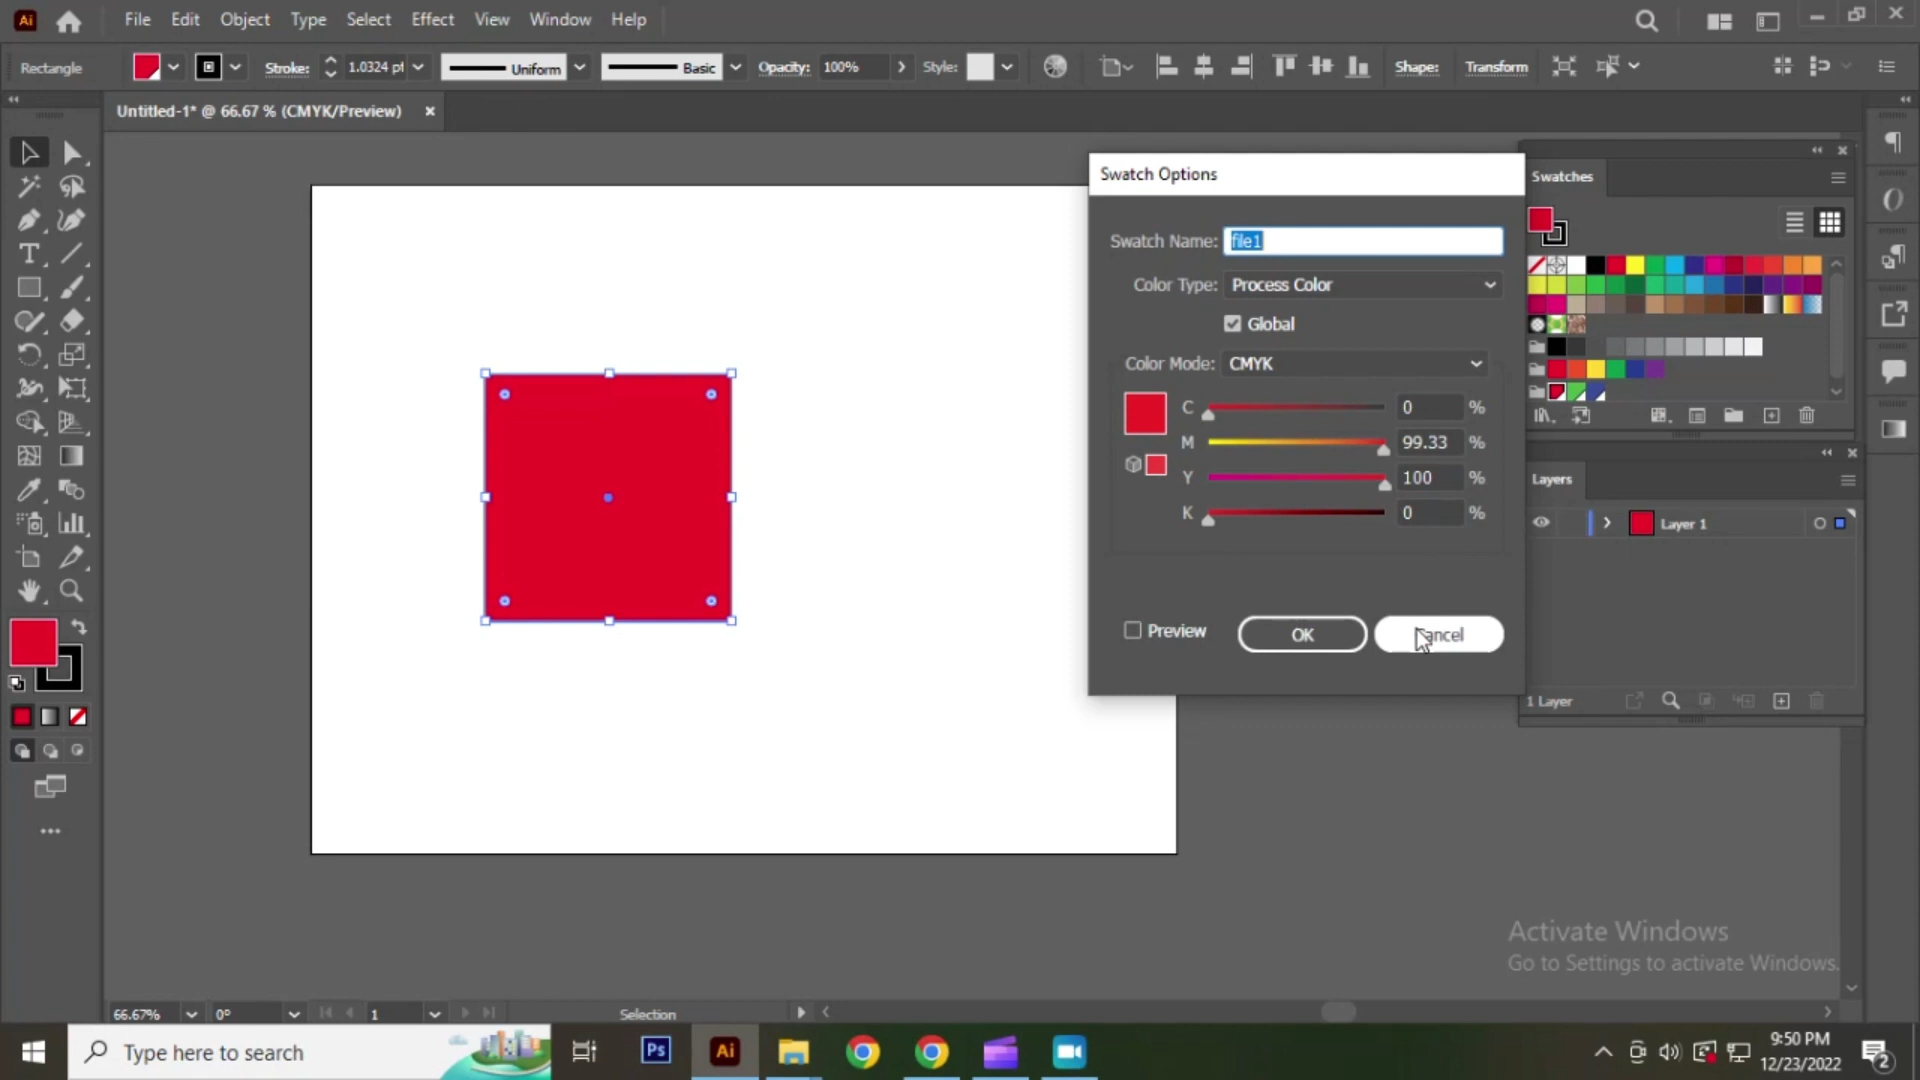 Ai File Edit Object Type Select Effect View Window Help
Rectangle Stroke: 1.0324 pt Uniform Basic Opacity: 100% Style: Shape: Transform
Untitled-1* @ 66.67 % (CMYK/Preview)
Swatch Options
Swatch Name: file1
Color Type: Process Color
Global
Color Mode: CMYK
C 0 %
M 99.33 %
Y 100 %
K 0 %
Preview OK Cancel
Swatches
Layers
Layer 1
1 Layer
Activate Windows
Go to Settings to activate Windows.
66.67% 0° 1 Selection
Type here to search
Ps Ai
9:50 PM
12/23/2022
2